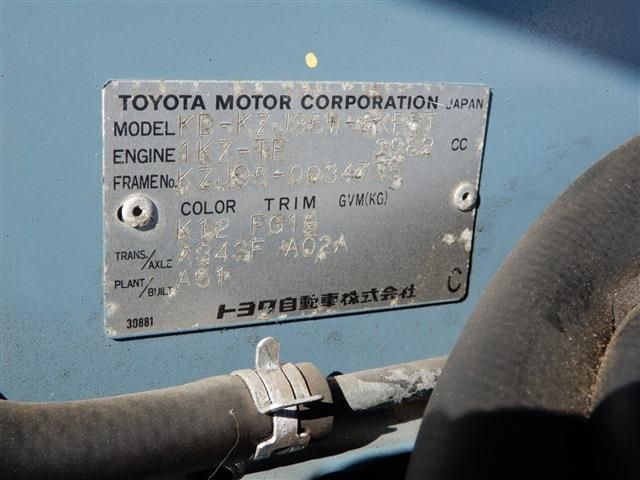 TOYOTA MOTOR CORPORATION JAPAN
MODEL KD-KZJ95W-GKPGT
ENGINE 1KZ-TE 2982 CC
FRAME No. KZJ95-0034739
COLOR TRIM GVM(KG)
K12 FG16
TRANS./AXLE A343F A02A
PLANT/BUILT A51
C
トヨタ自動車株式会社
30881